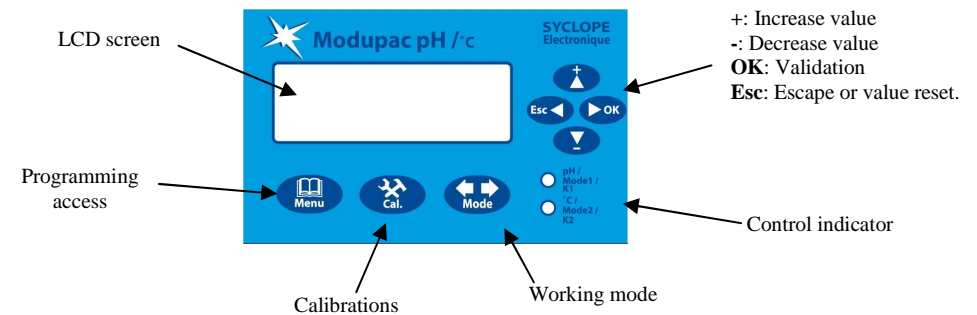 LCD screen
Modupac pH /°c
SYCLOPE
Electronique
+: Increase value
-: Decrease value
OK: Validation
Esc: Escape or value reset.
+
Esc
OK
-
Programming
access
Menu
Cal.
Mode
pH /
Mode1 /
K1
°C /
Mode2 /
K2
Control indicator
Calibrations
Working mode